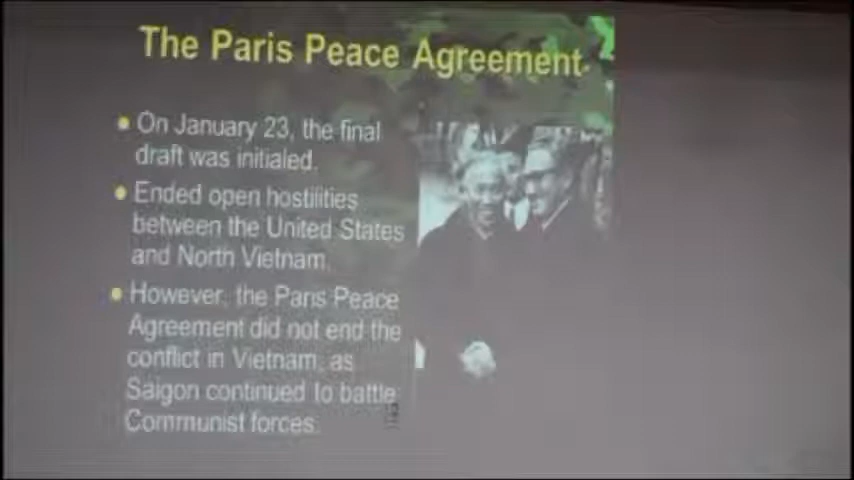 The Paris Peace Agreement
• On January 23, the final
draft was initialed.
• Ended open hostilities
between the United States
and North Vietnam.
• However, the Paris Peace
Agreement did not end the
conflict in Vietnam, as
Saigon continued to battle
Communist forces.